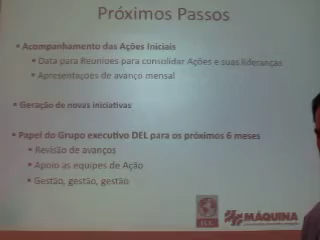 Próximos Passos
▪ Acompanhamento das Ações Iniciais
▪ Data para Reuniões para consolidar Ações e suas lideranças
▪ Apresentações de avanço mensal
▪ Geração de novas iniciativas
▪ Papel do Grupo executivo DEL para os próximos 6 meses
▪ Revisão de avanços
▪ Apoio as equipes de Ação
▪ Gestão, gestão, gestão
MÁQUINA